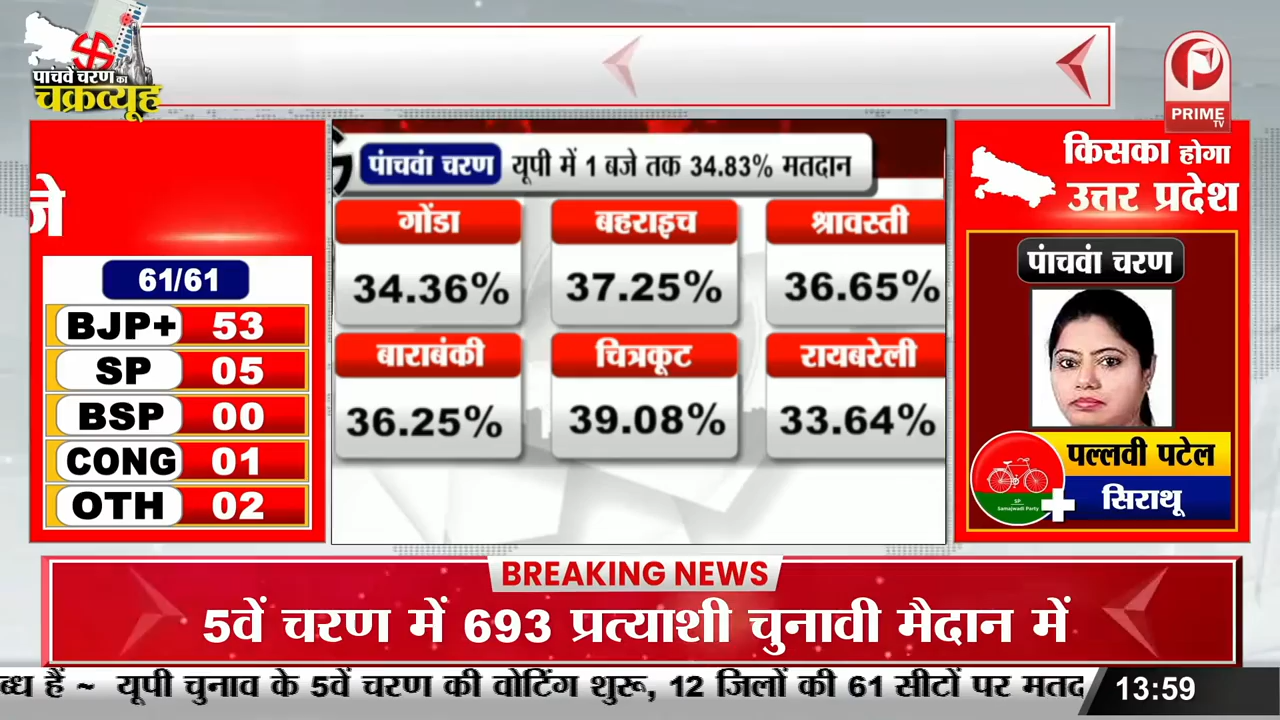 पांचवें चरण का
चक्रव्यूह
PRIME
TV
जे
61/61
BJP+ 53
SP 05
BSP 00
CONG 01
OTH 02
पांचवां चरण यूपी में 1 बजे तक 34.83% मतदान
गोंडा बहराइच श्रावस्ती
34.36% 37.25% 36.65%
बाराबंकी चित्रकूट रायबरेली
36.25% 39.08% 33.64%
किसका होगा
उत्तर प्रदेश
पांचवां चरण
SP
Samajwadi Party
पल्लवी पटेल
सिराथू
BREAKING NEWS
5वें चरण में 693 प्रत्याशी चुनावी मैदान में
ब्ध हैं ~ यूपी चुनाव के 5वें चरण की वोटिंग शुरू, 12 जिलों की 61 सीटों पर मतद
13:59